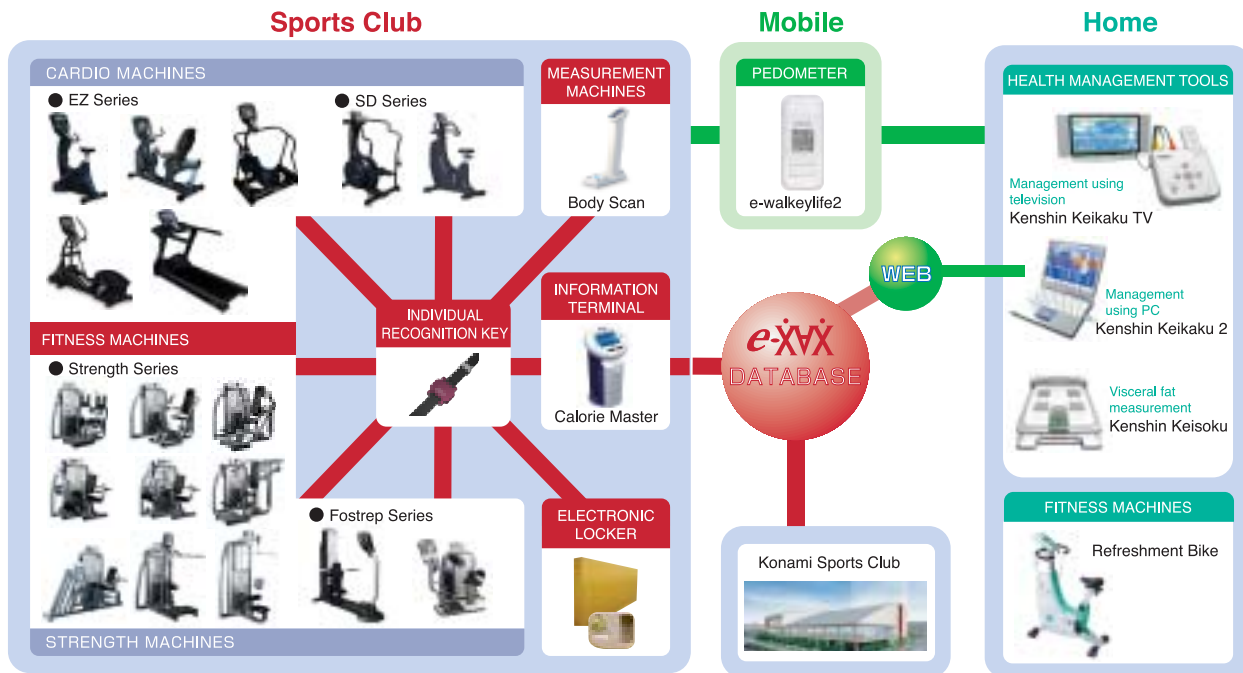 Sports Club
Mobile
Home
CARDIO MACHINES
● EZ Series
● SD Series
MEASUREMENT
MACHINES
Body Scan
PEDOMETER
e-walkeylife2
HEALTH MANAGEMENT TOOLS
Management using
television
Kenshin Keikaku TV
WEB
Management
using PC
Kenshin Keikaku 2
Visceral fat
measurement
Kenshin Keisoku
FITNESS MACHINES
● Strength Series
INDIVIDUAL
RECOGNITION KEY
INFORMATION
TERMINAL
Calorie Master
e-XAX
DATABASE
● Fostrep Series
STRENGTH MACHINES
ELECTRONIC
LOCKER
Konami Sports Club
FITNESS MACHINES
Refreshment Bike